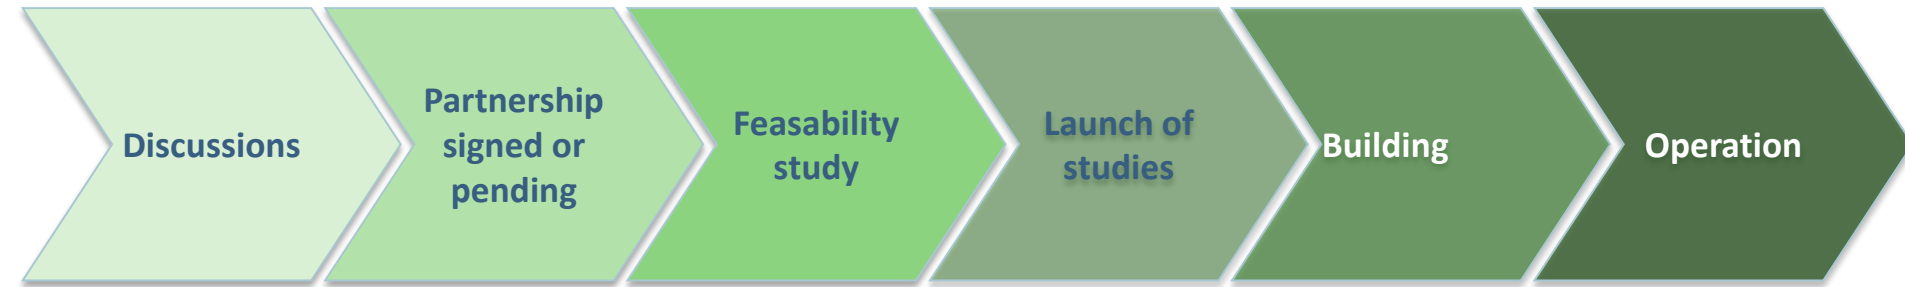 Discussions
Partnership
signed or
pending
Feasability
study
Launch of
studies
Building
Operation